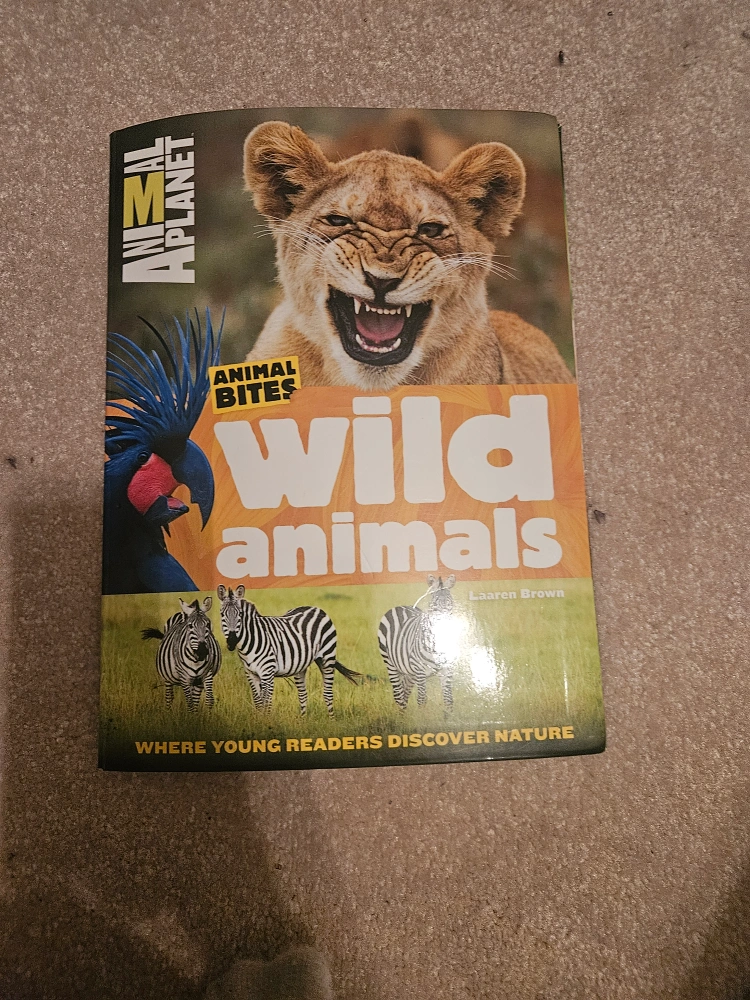 ANIMAL
PLANET
ANIMAL
BITES
wild
animals
Laaren Brown
WHERE YOUNG READERS DISCOVER NATURE